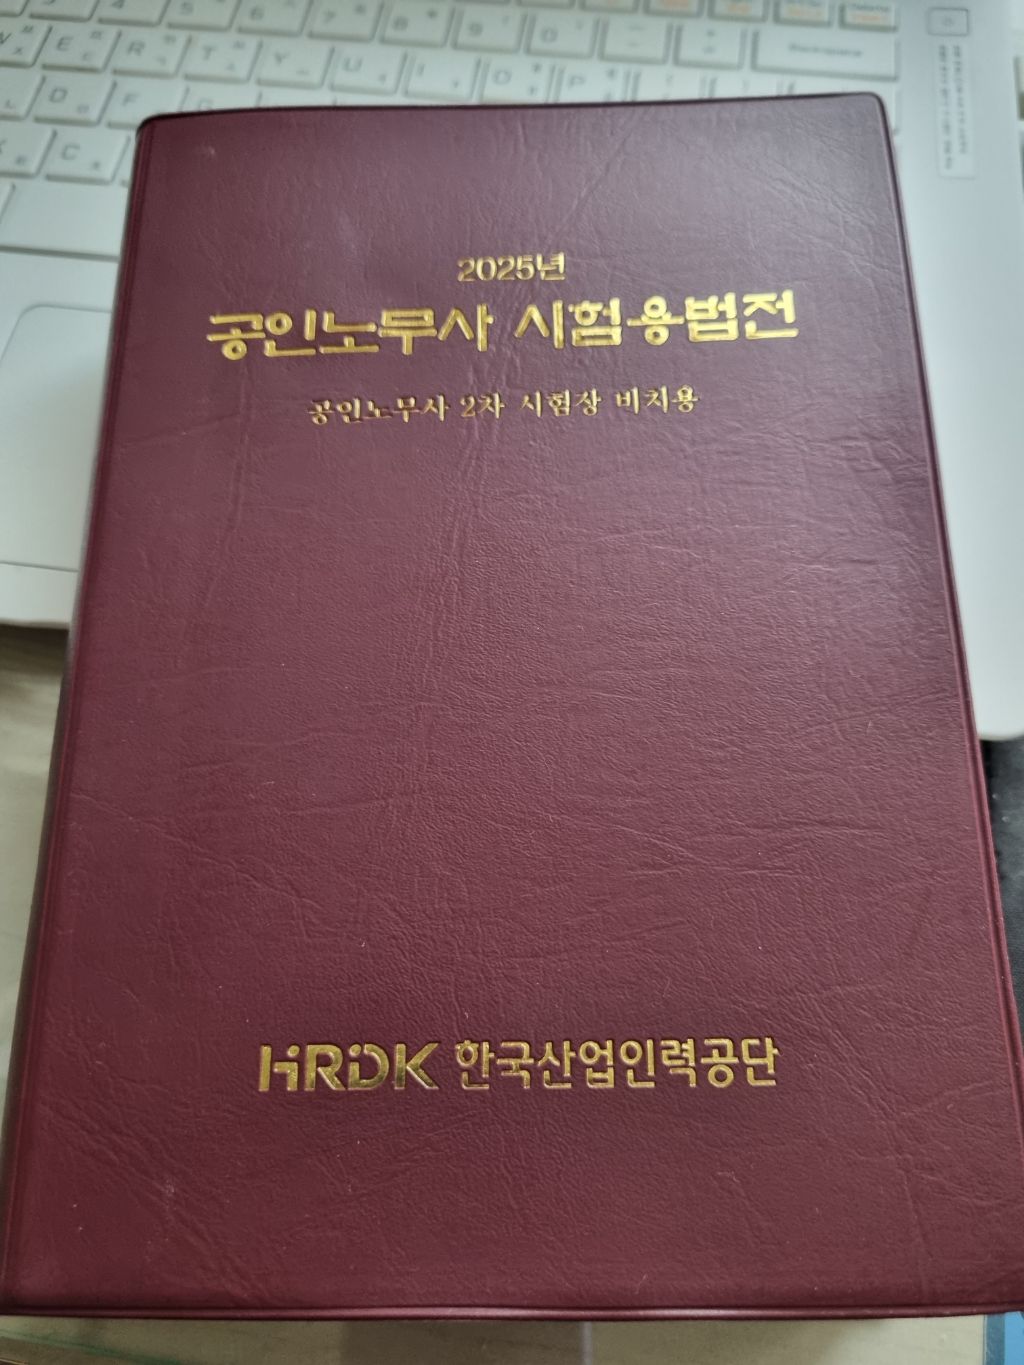 W E R T Y U I O P
Backspace
D F G
C
2025년
공인노무사 시험용법전
공인노무사 2차 시험장 비치용
HRDK 한국산업인력공단